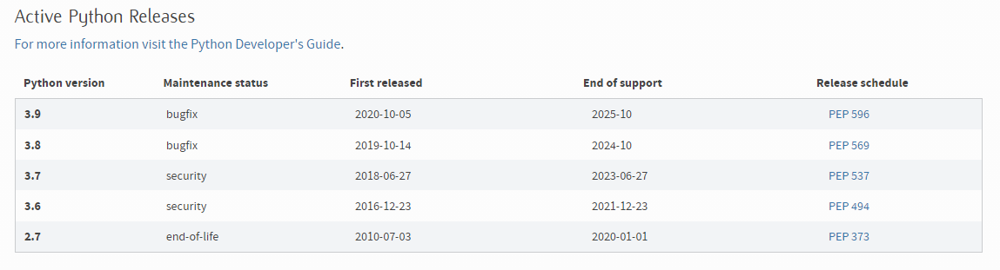 Active Python Releases
For more information visit the Python Developer's Guide.
Python version Maintenance status First released End of support Release schedule
3.9 bugfix 2020-10-05 2025-10 PEP 596
3.8 bugfix 2019-10-14 2024-10 PEP 569
3.7 security 2018-06-27 2023-06-27 PEP 537
3.6 security 2016-12-23 2021-12-23 PEP 494
2.7 end-of-life 2010-07-03 2020-01-01 PEP 373